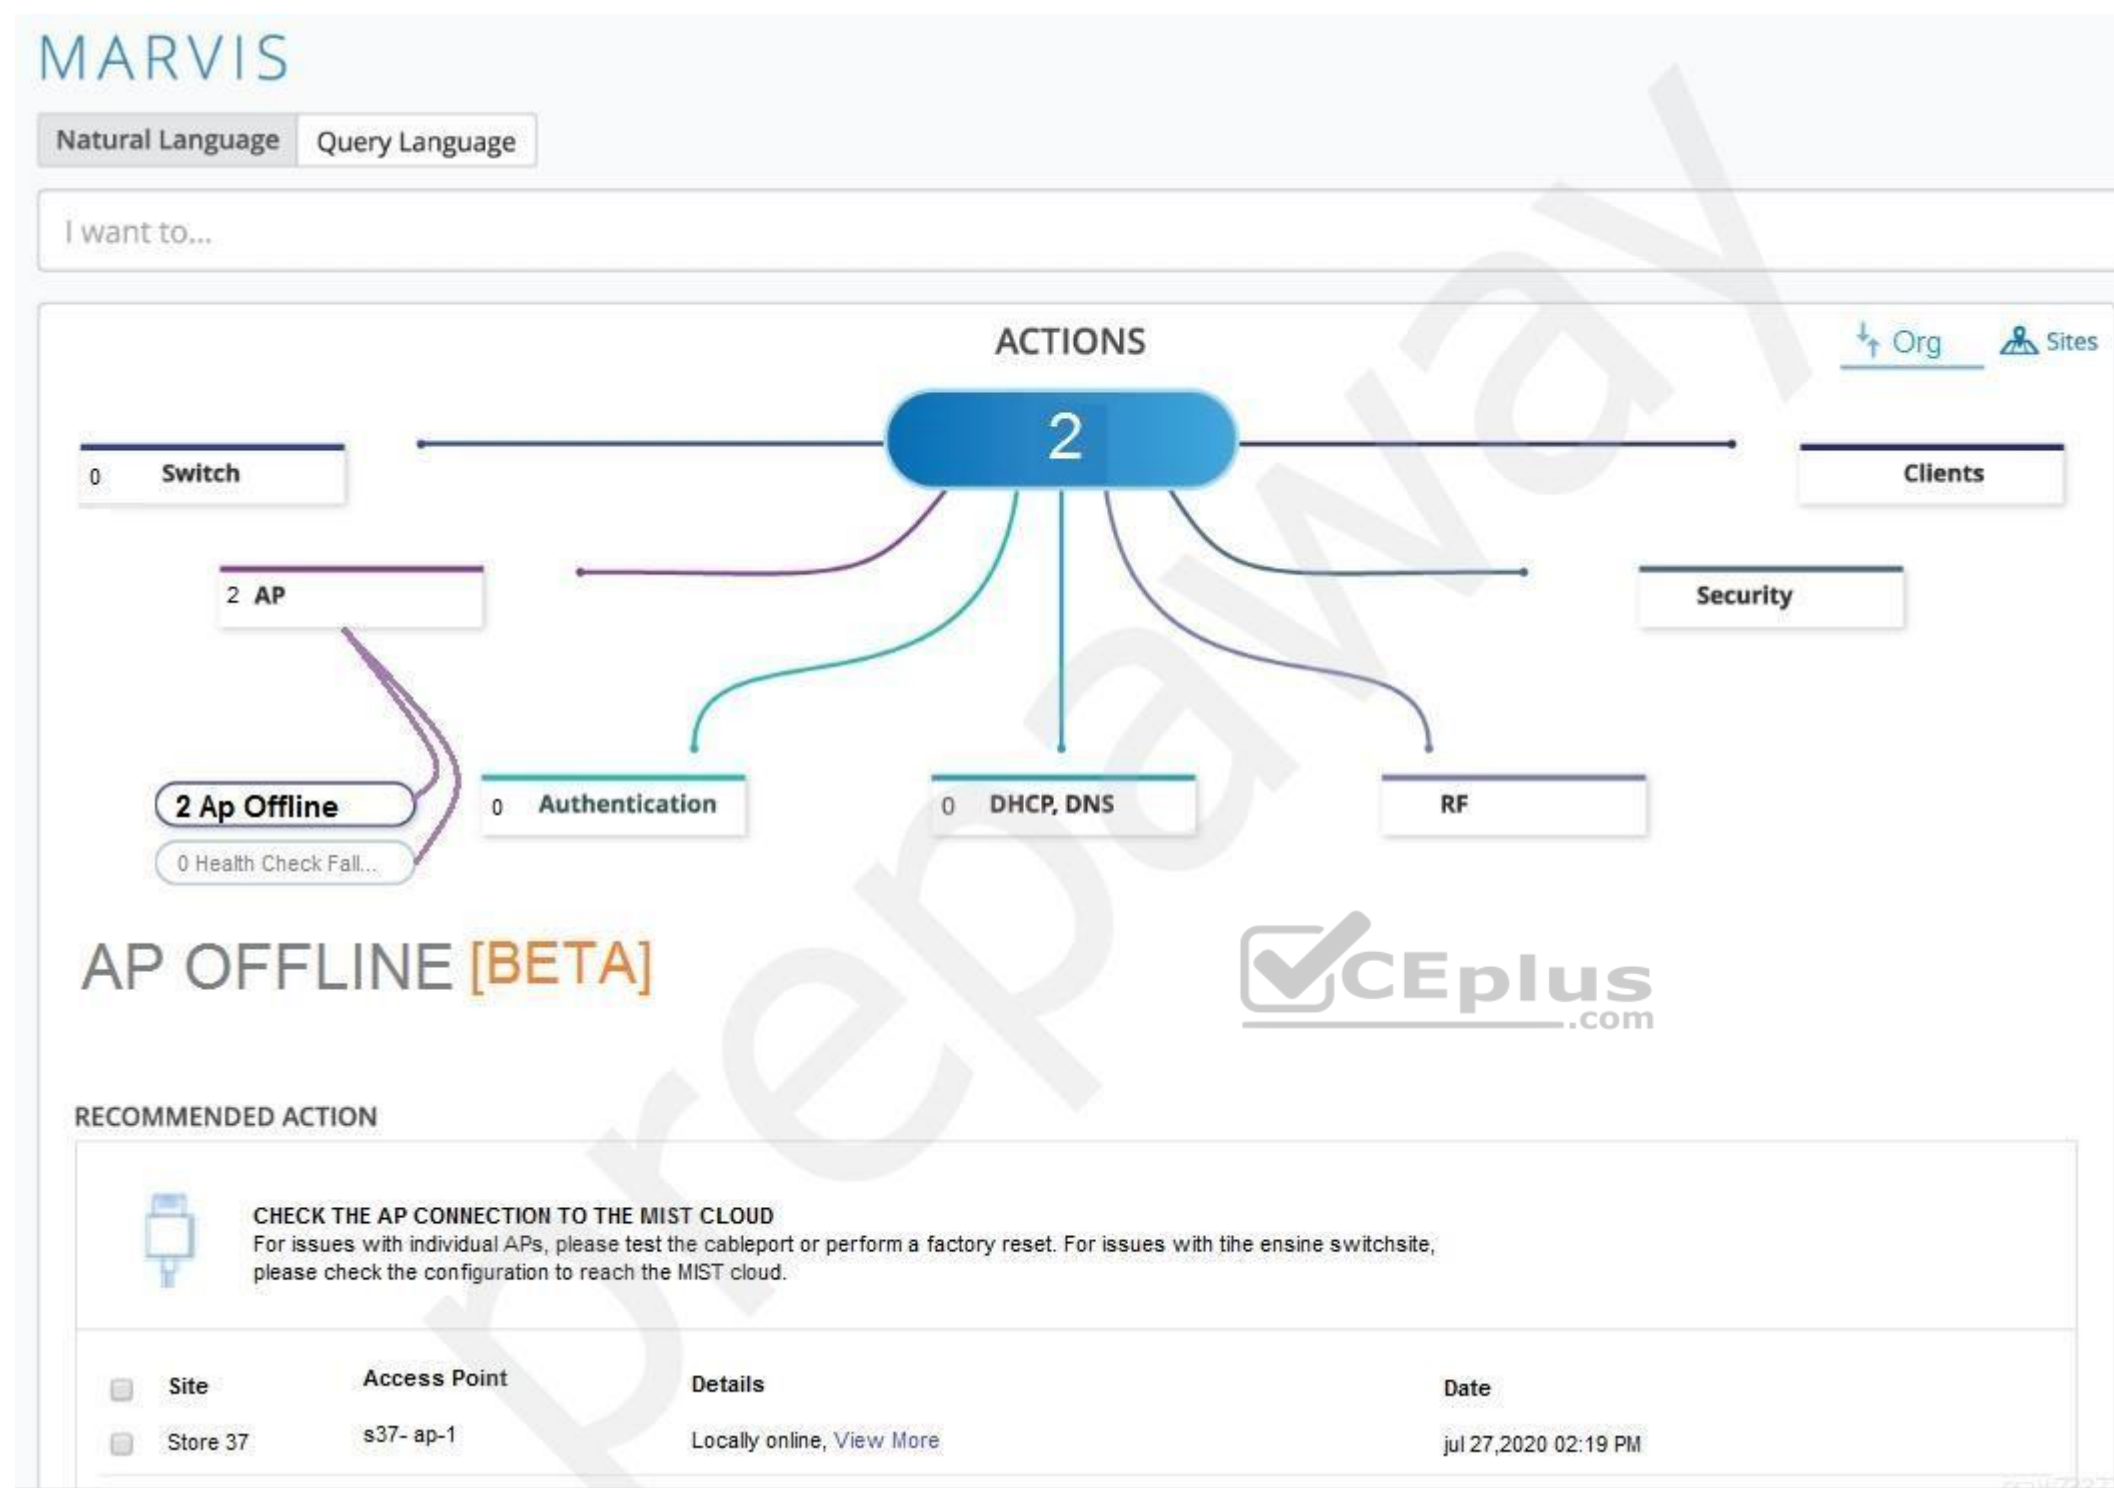 MARVIS
Natural Language Query Language
I want to...
ACTIONS
Org Sites
2
0 Switch
Clients
2 AP
Security
2 Ap Offline
0 Health Check Fall...
0 Authentication
0 DHCP, DNS
RF
AP OFFLINE [BETA]
CEplus
.com
RECOMMENDED ACTION
CHECK THE AP CONNECTION TO THE MIST CLOUD
For issues with individual APs, please test the cableport or perform a factory reset. For issues with tihe ensine switchsite,
please check the configuration to reach the MIST cloud.
Site Access Point Details Date
Store 37 s37- ap-1 Locally online, View More jul 27,2020 02:19 PM
prepaway